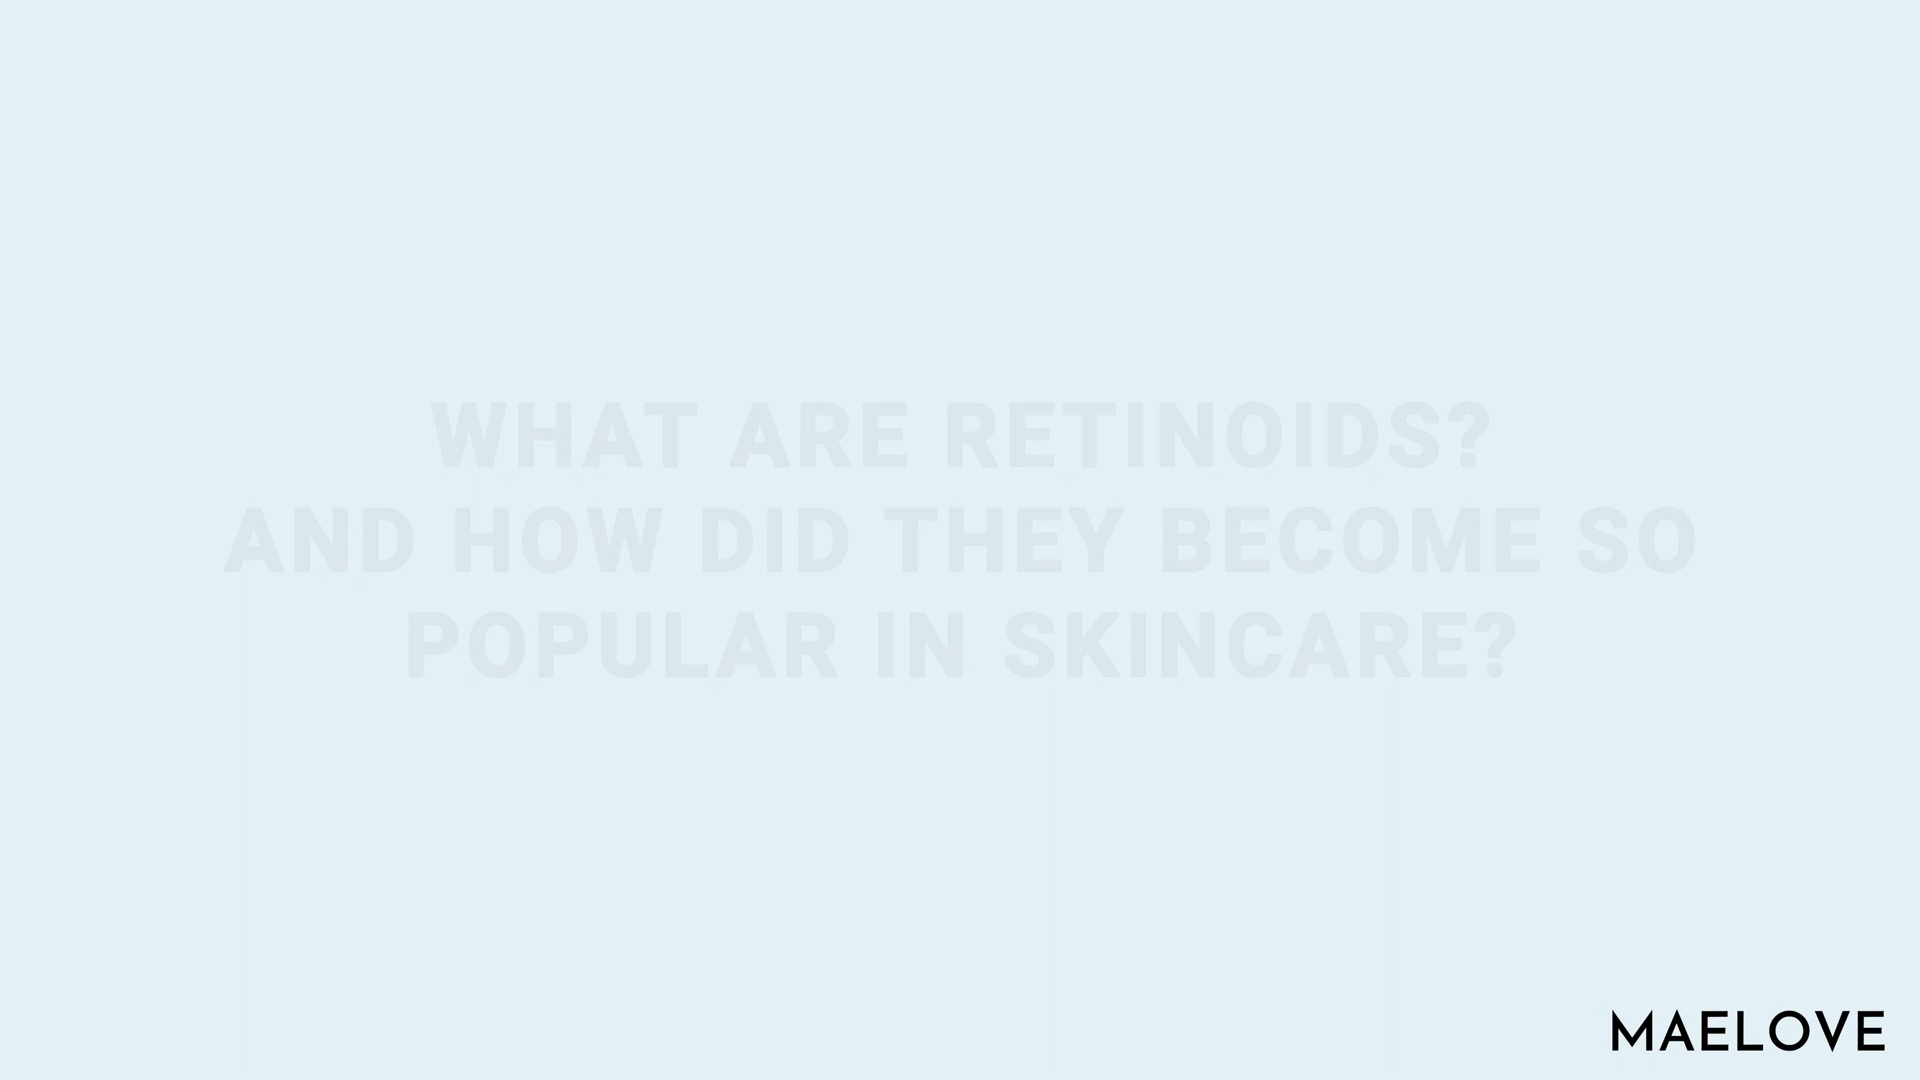 WHAT ARE RETINOIDS?
AND HOW DID THEY BECOME SO
POPULAR IN SKINCARE?
MAELOVE